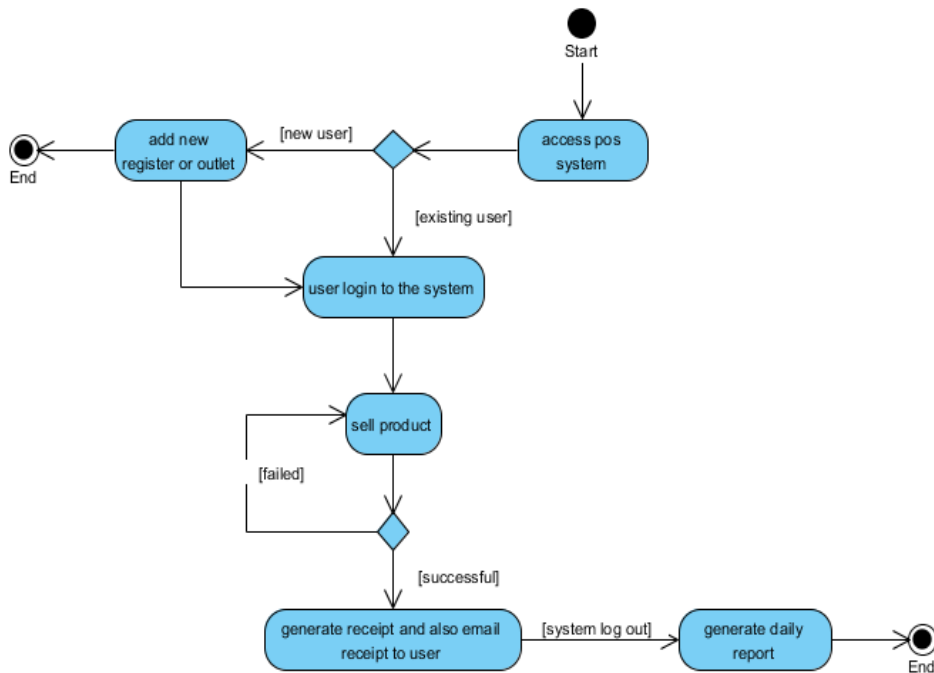 Start
access pos
system
[new user]
add new
register or outlet
End
[existing user]
user login to the system
sell product
[failed]
[successful]
generate receipt and also email
receipt to user
[system log out]
generate daily
report
End